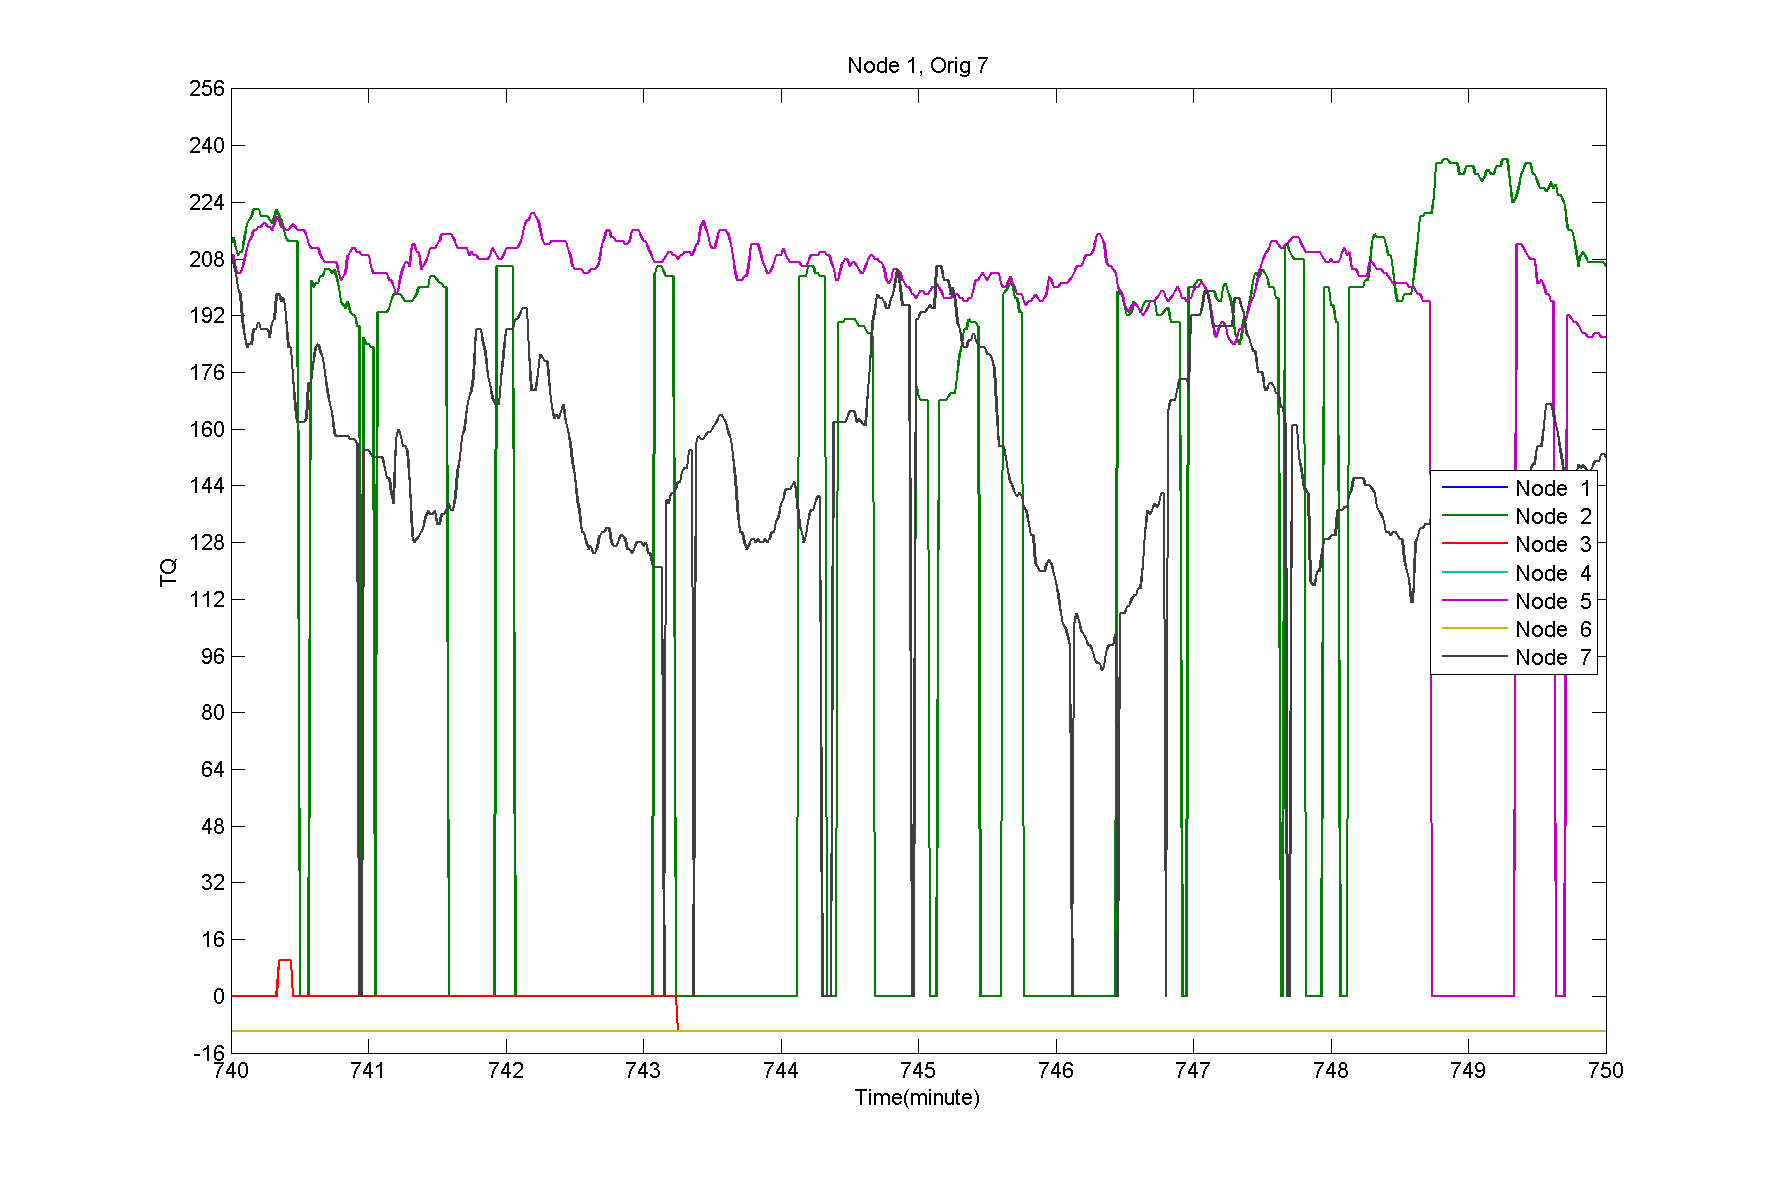 Node 1, Orig 7
256
240
224
208
192
176
160
144
128
112
96
80
64
48
32
16
0
-16
TQ
Node 1
Node 2
Node 3
Node 4
Node 5
Node 6
Node 7
740 741 742 743 744 745 746 747 748 749 750
Time(minute)